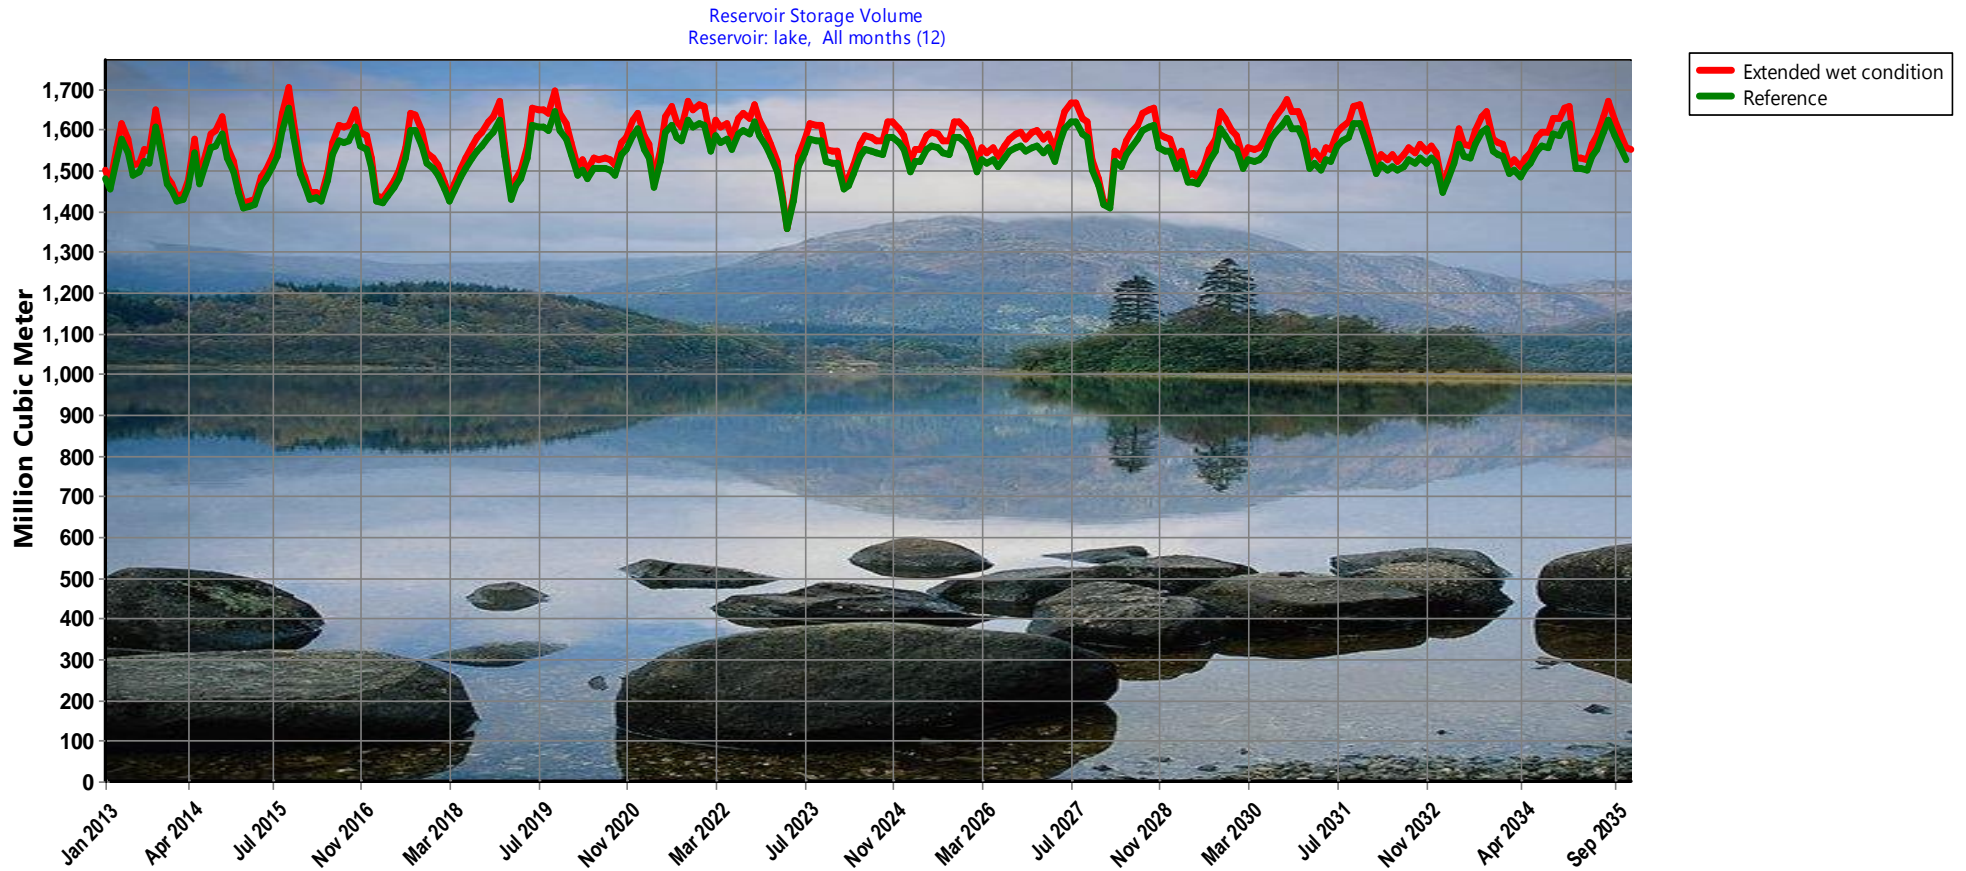 Reservoir Storage Volume
Reservoir: lake,  All months (12)
Extended wet condition
Reference
Million Cubic Meter
1,700
1,600
1,500
1,400
1,300
1,200
1,100
1,000
900
800
700
600
500
400
300
200
100
0
Jan 2013
Apr 2014
Jul 2015
Nov 2016
Mar 2018
Jul 2019
Nov 2020
Mar 2022
Jul 2023
Nov 2024
Mar 2026
Jul 2027
Nov 2028
Mar 2030
Jul 2031
Nov 2032
Apr 2034
Sep 2035